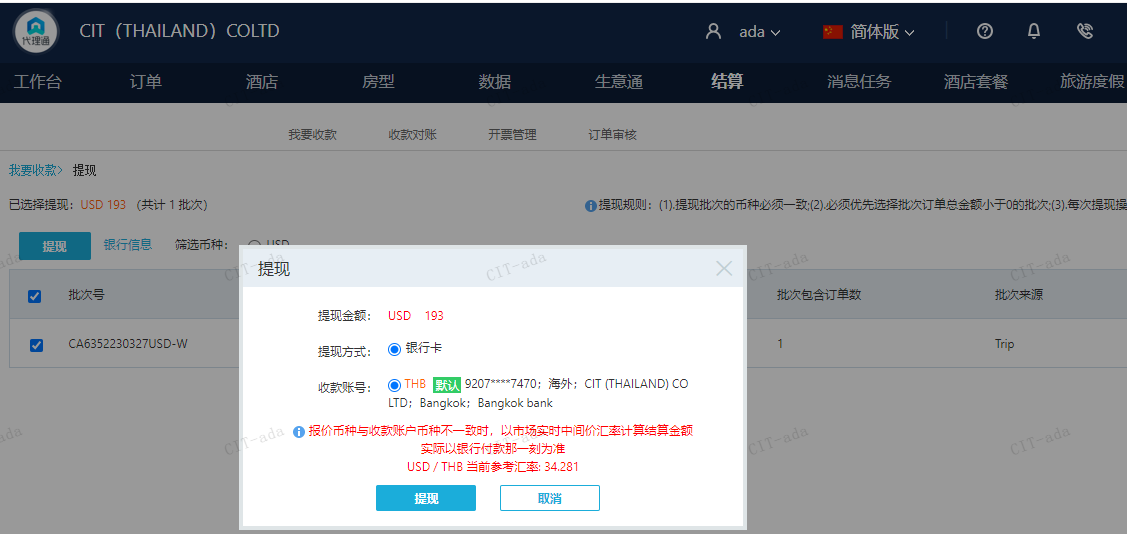 代理通
CIT（THAILAND）COLTD
ada
简体版
工作台 订单 酒店 房型 数据 生意通 结算 消息任务 酒店套餐 旅游度假
我要收款 收款对账 开票管理 订单审核
我要收款> 提现
已选择提现：USD 193 （共计 1 批次）
提现规则：(1).提现批次的币种必须一致;(2).必须优先选择批次订单总金额小于0的批次;(3).每次提现操
提现 银行信息 筛选币种： USD
提现
批次号 批次包含订单数 批次来源
提现金额： USD 193
CA6352230327USD-W 1 Trip
提现方式： 银行卡
收款账号： THB 默认 9207****7470；海外；CIT (THAILAND) CO
LTD；Bangkok；Bangkok bank
报价币种与收款账户币种不一致时，以市场实时中间价汇率计算结算金额
实际以银行付款那一刻为准
USD / THB 当前参考汇率: 34.281
提现 取消
CIT-ada
CIT-ada
CIT-ada
CIT-ada
CIT-ada
CIT-ada